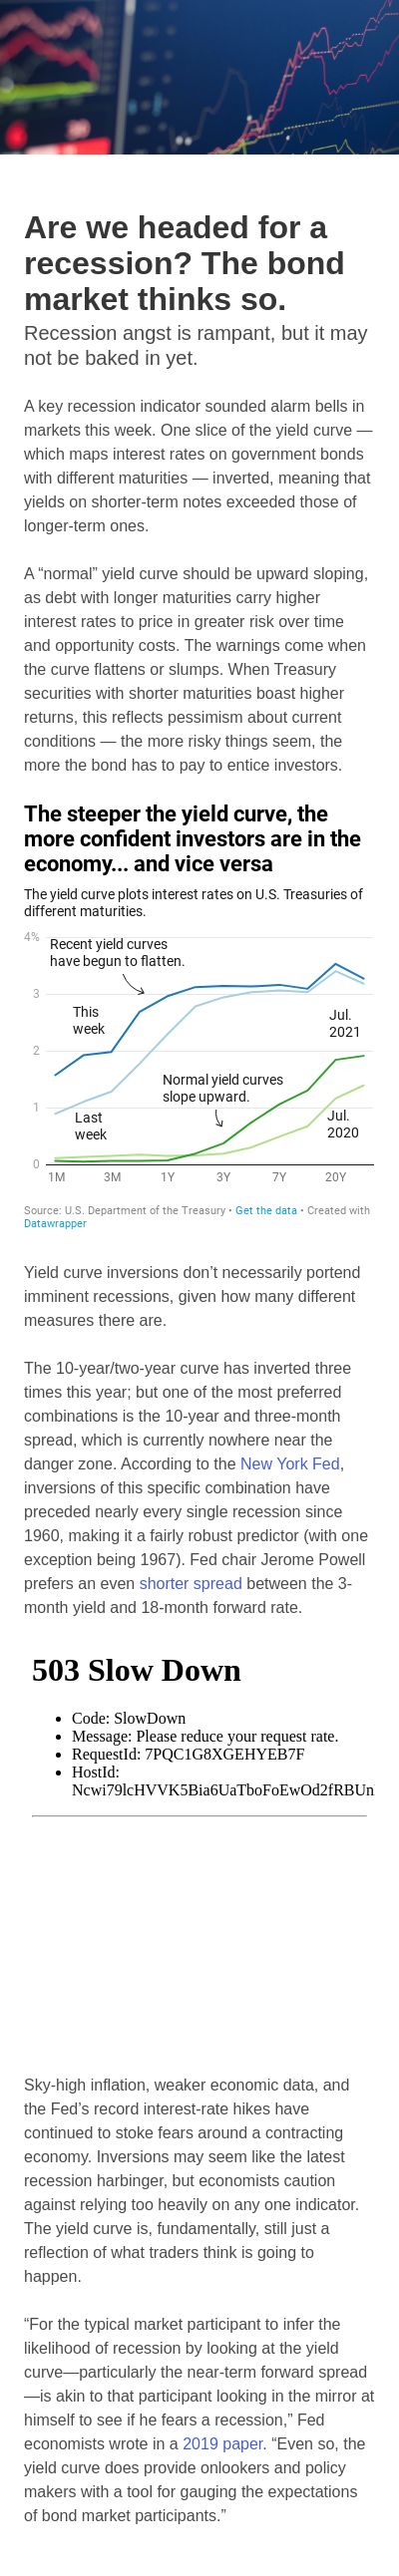 Are we headed for a
recession? The bond
market thinks so.
Recession angst is rampant, but it may
not be baked in yet.
A key recession indicator sounded alarm bells in
markets this week. One slice of the yield curve —
which maps interest rates on government bonds
with different maturities — inverted, meaning that
yields on shorter-term notes exceeded those of
longer-term ones.
A “normal” yield curve should be upward sloping,
as debt with longer maturities carry higher
interest rates to price in greater risk over time
and opportunity costs. The warnings come when
the curve flattens or slumps. When Treasury
securities with shorter maturities boast higher
returns, this reflects pessimism about current
conditions — the more risky things seem, the
more the bond has to pay to entice investors.
The steeper the yield curve, the
more confident investors are in the
economy... and vice versa
The yield curve plots interest rates on U.S. Treasuries of
different maturities.
4%
Recent yield curves
have begun to flatten.
3
This
week
Jul.
2021
2
Normal yield curves
slope upward.
1
Last
week
Jul.
2020
0
1M 3M 1Y 3Y 7Y 20Y
Source: U.S. Department of the Treasury • Get the data • Created with
Datawrapper
Yield curve inversions don’t necessarily portend
imminent recessions, given how many different
measures there are.
The 10-year/two-year curve has inverted three
times this year; but one of the most preferred
combinations is the 10-year and three-month
spread, which is currently nowhere near the
danger zone. According to the New York Fed,
inversions of this specific combination have
preceded nearly every single recession since
1960, making it a fairly robust predictor (with one
exception being 1967). Fed chair Jerome Powell
prefers an even shorter spread between the 3-
month yield and 18-month forward rate.
503 Slow Down
• Code: SlowDown
• Message: Please reduce your request rate.
• RequestId: 7PQC1G8XGEHYEB7F
• HostId:
Ncwi79lcHVVK5Bia6UaTboFoEwOd2fRBUn
Sky-high inflation, weaker economic data, and
the Fed’s record interest-rate hikes have
continued to stoke fears around a contracting
economy. Inversions may seem like the latest
recession harbinger, but economists caution
against relying too heavily on any one indicator.
The yield curve is, fundamentally, still just a
reflection of what traders think is going to
happen.
“For the typical market participant to infer the
likelihood of recession by looking at the yield
curve—particularly the near-term forward spread
—is akin to that participant looking in the mirror at
himself to see if he fears a recession,” Fed
economists wrote in a 2019 paper. “Even so, the
yield curve does provide onlookers and policy
makers with a tool for gauging the expectations
of bond market participants.”